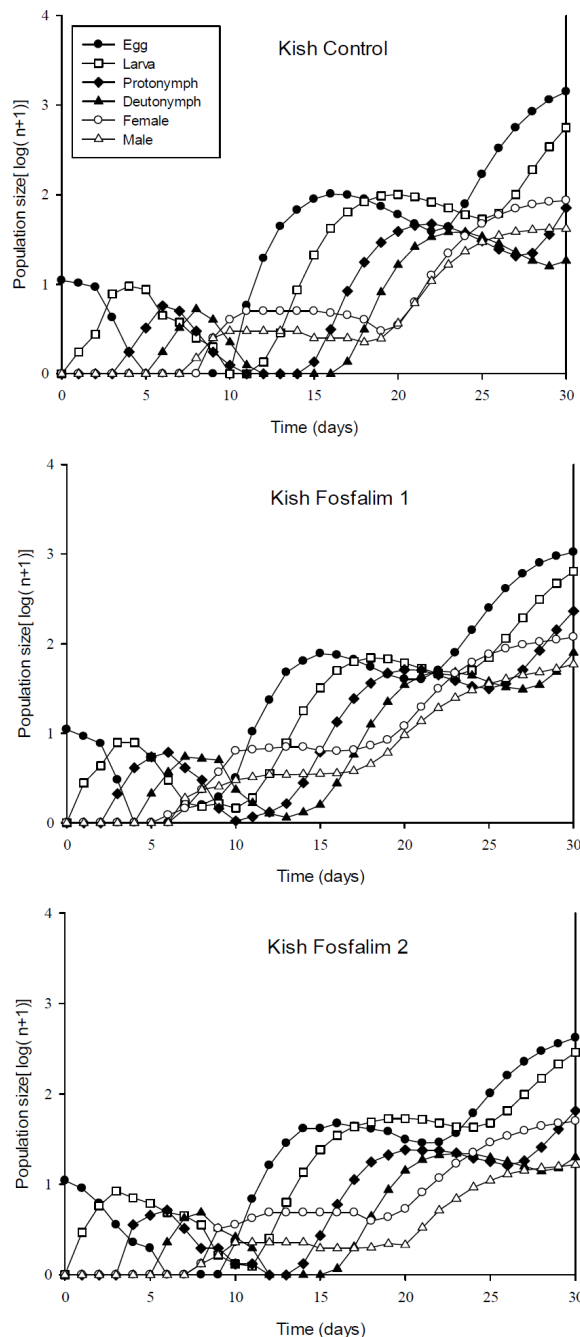 Kish Control
Egg
Larva
Protonymph
Deutonymph
Female
Male
Population size[ log( n+1)]
4
3
2
1
0
0 5 10 15 20 25 30
Time (days)
Kish Fosfalim 1
Population size[ log( n+1)]
4
3
2
1
0
0 5 10 15 20 25 30
Time (days)
Kish Fosfalim 2
Population size[ log( n+1)]
4
3
2
1
0
0 5 10 15 20 25 30
Time (days)